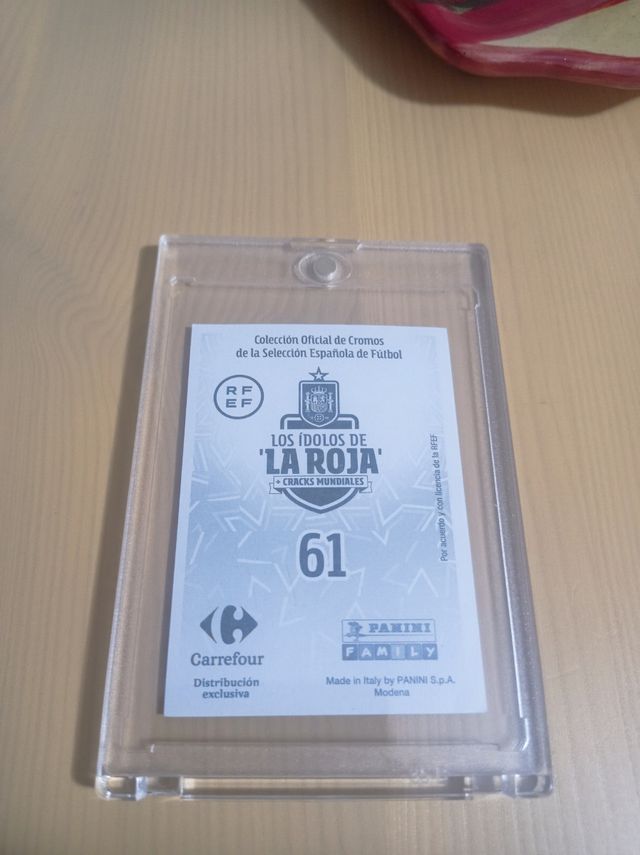 Colección Oficial de Cromos
de la Selección Española de Fútbol
RF
EF
LOS ÍDOLOS DE
'LA ROJA'
+ CRACKS MUNDIALES
Por acuerdo y con licencia de la RFEF
61
Carrefour
Distribución
exclusiva
PANINI
FAMILY
Made in Italy by PANINI S.p.A.
Modena